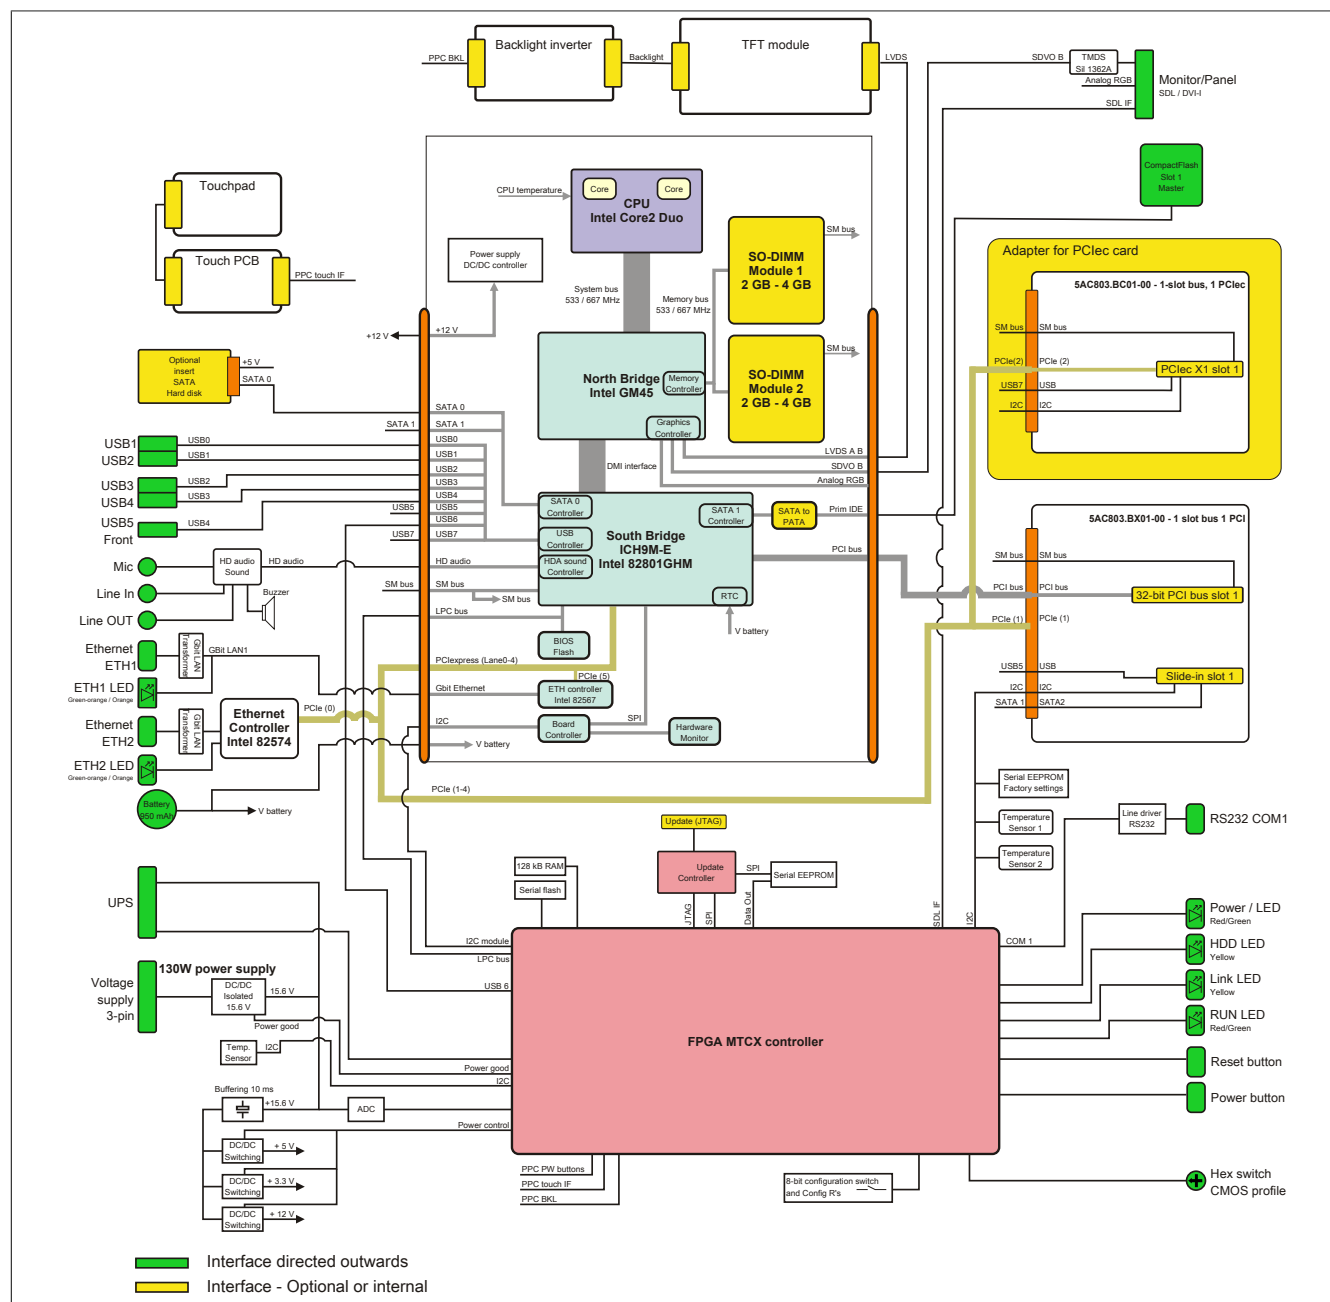 Backlight inverter
TFT module
PPC BKL
Backlight
LVDS
SDVO B
TMDS
Sil 1362A
Analog RGB
SDL IF
Monitor/Panel
SDL / DVI-I
CompactFlash
Slot 1
Master
Touchpad
Touch PCB
PPC touch IF
CPU temperature
Core
Core
CPU
Intel Core2 Duo
Power supply
DC/DC controller
System bus
533 / 667 MHz
Memory bus
533 / 667 MHz
SO-DIMM
Module 1
2 GB - 4 GB
SM bus
SO-DIMM
Module 2
2 GB - 4 GB
SM bus
+12 V
+12 V
North Bridge
Intel GM45
Memory
Controller
Graphics
Controller
Adapter for PCIec card
5AC803.BC01-00 - 1-slot bus, 1 PCIec
SM bus
SM bus
PCIe(2)
PCIe (2)
PCIec X1 slot 1
USB7
USB
I2C
I2C
Optional
insert
SATA
Hard disk
+5 V
SATA 0
SATA 0
SATA 1
SATA 1
USB1
USB2
USB0
USB1
USB3
USB4
USB2
USB3
USB5
Front
USB4
USB5
USB7
USB0
USB1
USB2
USB3
USB4
USB5
USB6
USB7
DMI interface
LVDS A B
SDVO B
Analog RGB
SATA 0
Controller
USB
Controller
HDA sound
Controller
South Bridge
ICH9M-E
Intel 82801GHM
SATA 1
Controller
SATA to
PATA
Prim IDE
PCI bus
RTC
V battery
5AC803.BX01-00 - 1 slot bus 1 PCI
SM bus
SM bus
PCI bus
PCI bus
32-bit PCI bus slot 1
PCIe (1)
PCIe (1)
USB5
USB
Slide-in slot 1
I2C
I2C
SATA 1
SATA2
Mic
Line In
Line OUT
HD audio
Sound
HD audio
HD audio
Buzzer
SM bus
SM bus
SM bus
LPC bus
BIOS
Flash
Ethernet
ETH1
Gbit LAN
Transformer
GBit LAN1
ETH1 LED
Green-orange / Orange
Ethernet
ETH2
Gbit LAN
Transformer
ETH2 LED
Green-orange / Orange
Ethernet
Controller
Intel 82574
PCIe (0)
PCIexpress (Lane0-4)
PCIe (5)
Gbit Ethernet
ETH controller
Intel 82567
I2C
Board
Controller
SPI
Hardware
Monitor
V battery
Battery
950 mAh
V battery
PCIe (1-4)
Serial EEPROM
Factory settings
Temperature
Sensor 1
Temperature
Sensor 2
Line driver
RS232
RS232 COM1
Update (JTAG)
Update
Controller
SPI
Serial EEPROM
128 kB RAM
Serial flash
JTAG
SPI
Data Out
SDL IF
I2C
UPS
Voltage
supply
3-pin
130W power supply
DC/DC
Isolated
15.6 V
15.6 V
Power good
Temp.
Sensor
I2C
I2C module
LPC bus
USB 6
COM 1
FPGA MTCX controller
Power good
I2C
Power control
Power / LED
Red/Green
HDD LED
Yellow
Link LED
Yellow
RUN LED
Red/Green
Reset button
Power button
Buffering 10 ms
+15.6 V
ADC
DC/DC
Switching
+ 5 V
DC/DC
Switching
+ 3.3 V
DC/DC
Switching
+ 12 V
PPC PW buttons
PPC touch IF
PPC BKL
8-bit configuration switch
and Config R's
Hex switch
CMOS profile
Interface directed outwards
Interface - Optional or internal